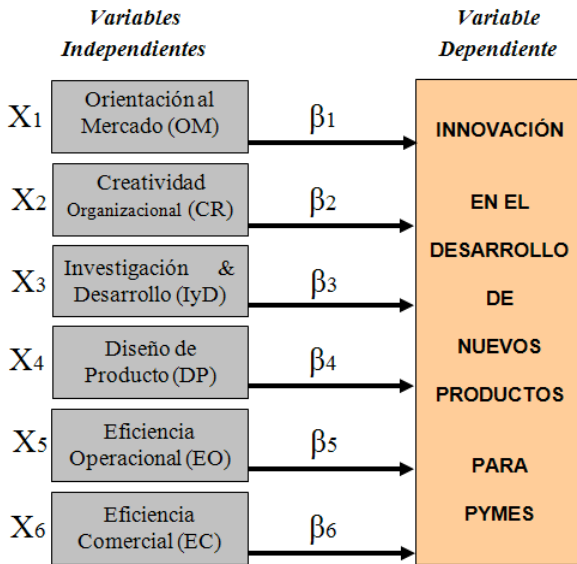 Variables
Independientes
Variable
Dependiente
X1
Orientación al
Mercado (OM)
β1
X2
Creatividad
Organizacional (CR)
β2
X3
Investigación &
Desarrollo (IyD)
β3
X4
Diseño de
Producto (DP)
β4
X5
Eficiencia
Operacional (EO)
β5
X6
Eficiencia
Comercial (EC)
β6
INNOVACIÓN
EN EL
DESARROLLO
DE
NUEVOS
PRODUCTOS
PARA
PYMES